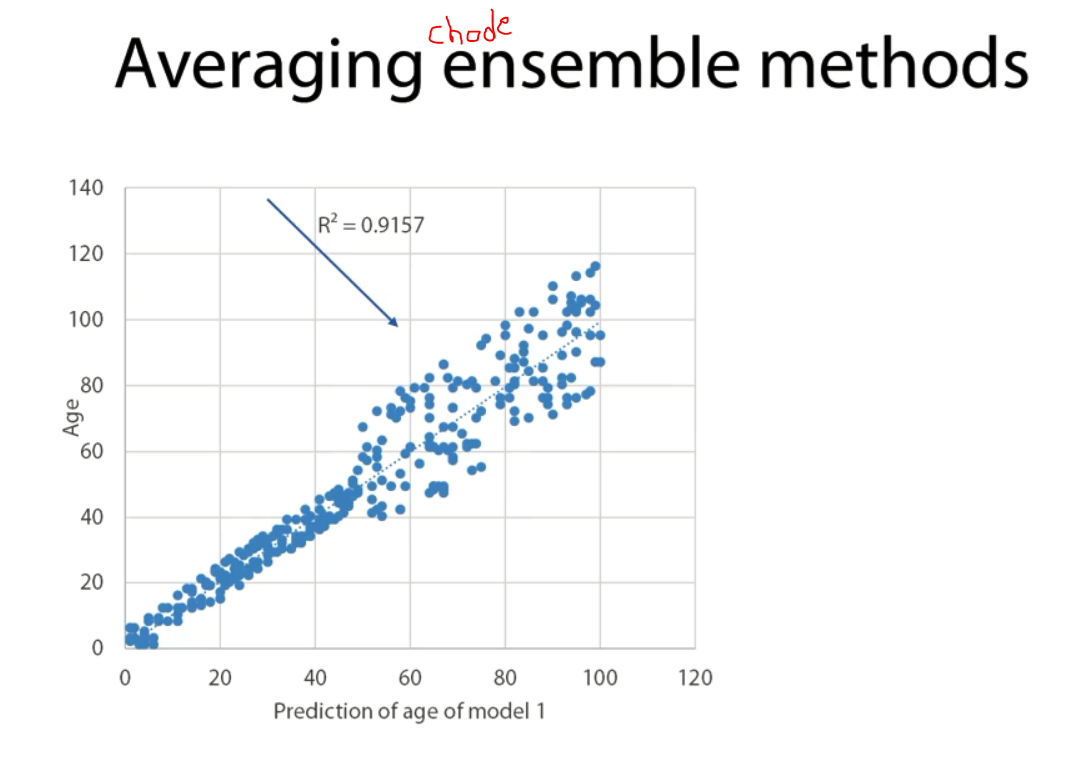 chode
Averaging ensemble methods
R² = 0.9157
140
120
100
80
60
40
20
0
Age
0 20 40 60 80 100 120
Prediction of age of model 1